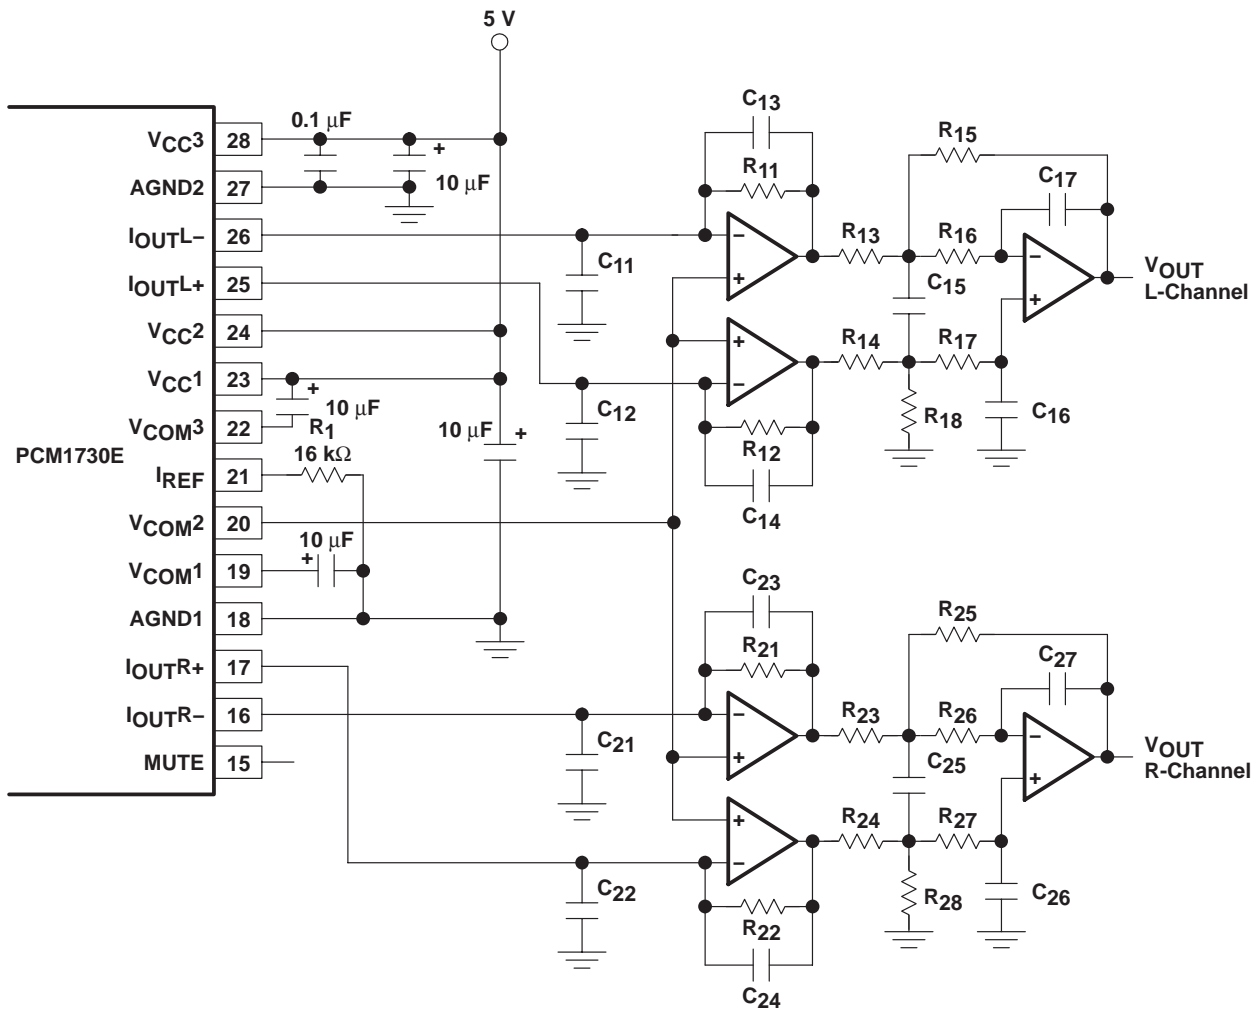 5 V
PCM1730E
VCC3 28
AGND2 27
IOUTL– 26
IOUTL+ 25
VCC2 24
VCC1 23
VCOM3 22
IREF 21
VCOM2 20
VCOM1 19
AGND1 18
IOUTR+ 17
IOUTR– 16
MUTE 15
0.1 μF
+
10 μF
+
10 μF
R1
16 kΩ
10 μF
+
10 μF +
C11
C12
C13
R11
–
+
+
–
R12
C14
R13
R14
R15
C15
R16
R17
R18
C17
–
+
C16
VOUT
L-Channel
C21
C22
C23
R21
–
+
+
–
R22
C24
R23
R24
R25
C25
R26
R27
R28
C27
–
+
C26
VOUT
R-Channel